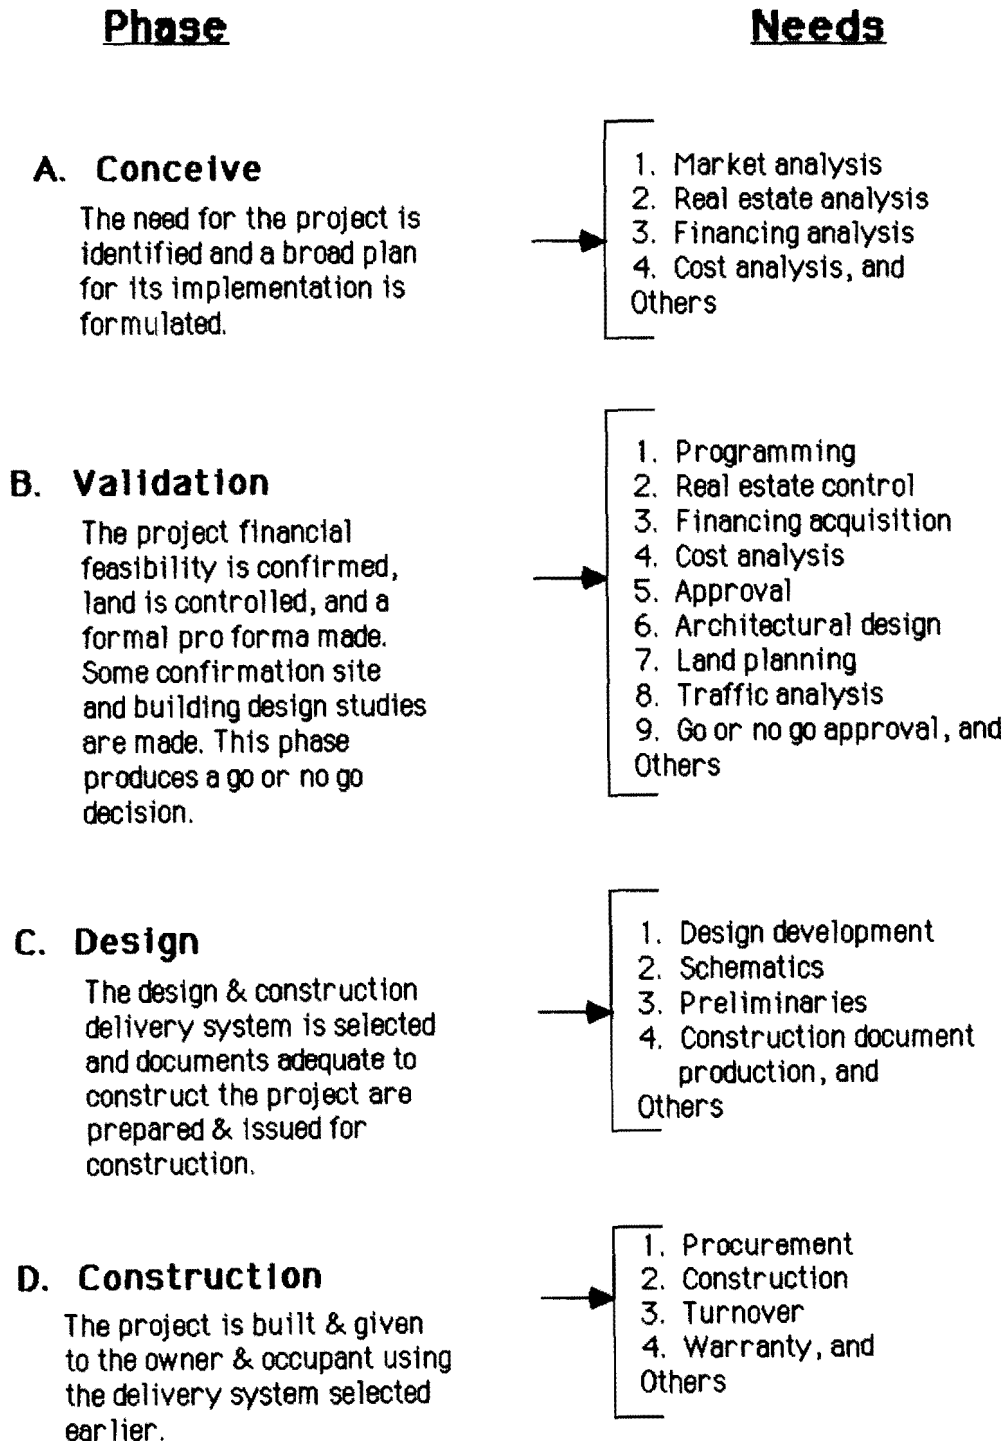 Phase
Needs
A. Conceive
The need for the project is
identified and a broad plan
for its implementation is
formulated.
1. Market analysis
2. Real estate analysis
3. Financing analysis
4. Cost analysis, and
Others
B. Validation
The project financial
feasibility is confirmed,
land is controlled, and a
formal pro forma made.
Some confirmation site
and building design studies
are made. This phase
produces a go or no go
decision.
1. Programming
2. Real estate control
3. Financing acquisition
4. Cost analysis
5. Approval
6. Architectural design
7. Land planning
8. Traffic analysis
9. Go or no go approval, and
Others
C. Design
The design & construction
delivery system is selected
and documents adequate to
construct the project are
prepared & issued for
construction.
1. Design development
2. Schematics
3. Preliminaries
4. Construction document
production, and
Others
D. Construction
The project is built & given
to the owner & occupant using
the delivery system selected
earlier.
1. Procurement
2. Construction
3. Turnover
4. Warranty, and
Others